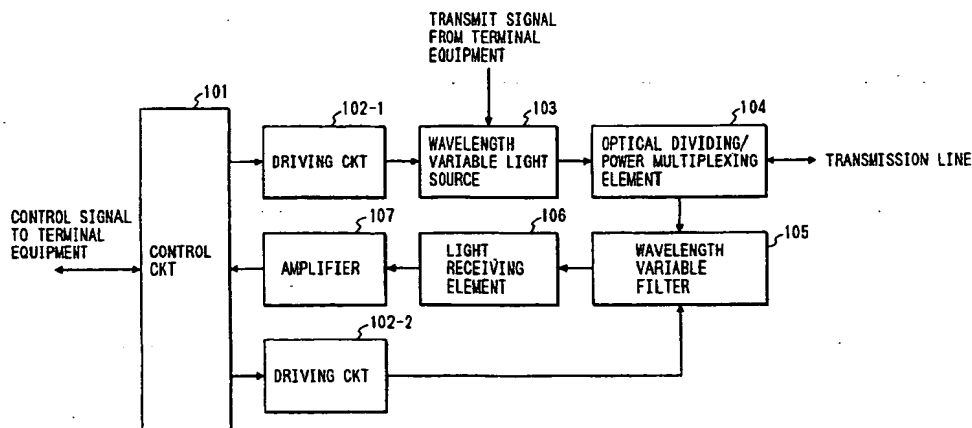 TRANSMIT SIGNAL
FROM TERMINAL
EQUIPMENT
101
102-1
103
104
DRIVING CKT
WAVELENGTH
VARIABLE LIGHT
SOURCE
OPTICAL DIVIDING/
POWER MULTIPLEXING
ELEMENT
TRANSMISSION LINE
CONTROL SIGNAL
TO TERMINAL
EQUIPMENT
CONTROL
CKT
107
106
105
AMPLIFIER
LIGHT
RECEIVING
ELEMENT
WAVELENGTH
VARIABLE
FILTER
102-2
DRIVING CKT